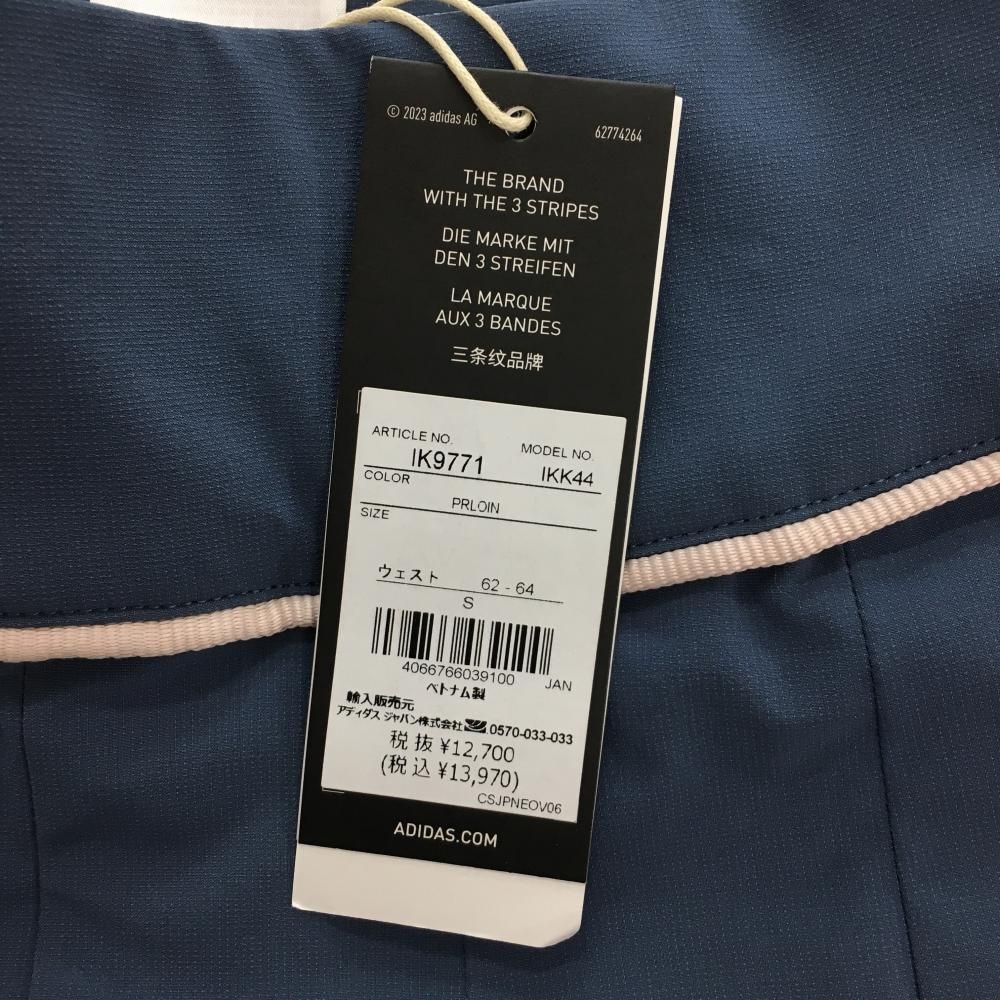 © 2023 adidas AG
62774264
THE BRAND
WITH THE 3 STRIPES
DIE MARKE MIT
DEN 3 STREIFEN
LA MARQUE
AUX 3 BANDES
三条纹品牌
ARTICLE NO. MODEL NO.
IK9771 IKK44
COLOR
PRLOIN
SIZE
ウェスト 62 - 64
S
4066766039100 JAN
ベトナム製
輸入販売元
アディダス ジャパン株式会社 0570-033-033
税抜 ¥12,700
(税込 ¥13,970)
CSJPNEOV06
ADIDAS.COM